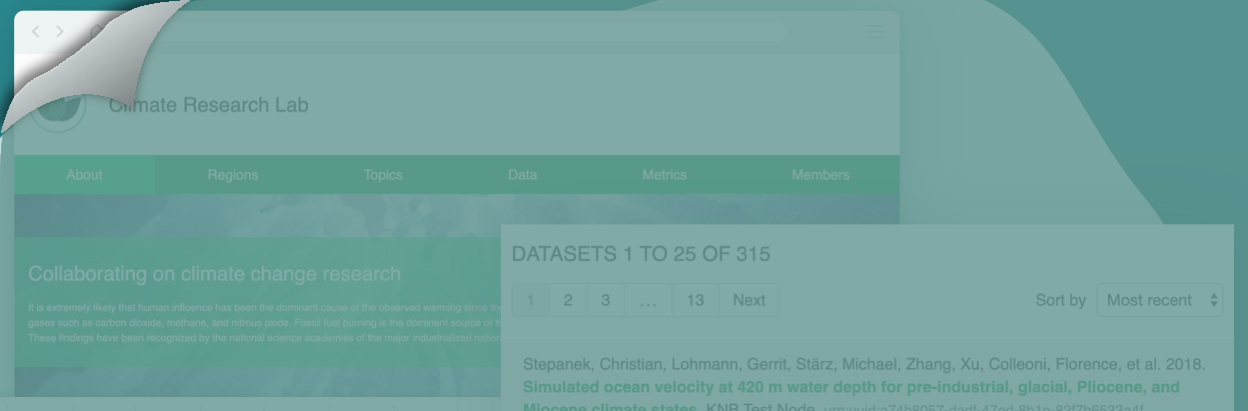 Climate Research Lab
About Regions Topics Data Metrics Members
Collaborating on climate change research
It is extremely likely that human influence has been the dominant cause of the observed warming since the
gases such as carbon dioxide, methane, and nitrous oxide. Fossil fuel burning is the dominant source of
These findings have been recognized by the national science academies of the major industrialized
DATASETS 1 TO 25 OF 315
1 2 3 ... 13 Next
Sort by Most recent
Stepanek, Christian, Lohmann, Gerrit, Stärz, Michael, Zhang, Xu, Colleoni, Florence, et al. 2018.
Simulated ocean velocity at 420 m water depth for pre-industrial, glacial, Pliocene, and
Miocene climate states. KNB Test Node.